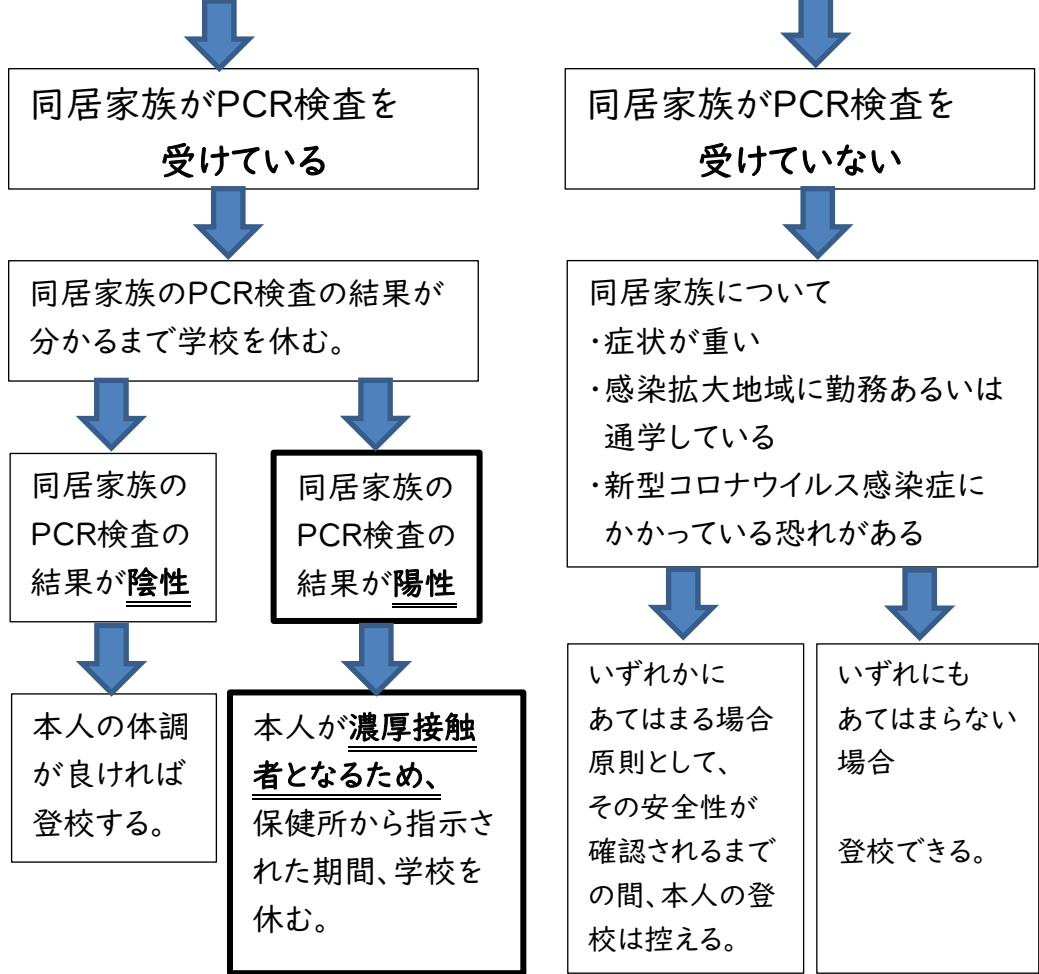 同居家族がPCR検査を
受けている
同居家族のPCR検査の結果が
分かるまで学校を休む。
同居家族の
PCR検査の
結果が陰性
本人の体調
が良ければ
登校する。
同居家族の
PCR検査の
結果が陽性
本人が濃厚接触
者となるため、
保健所から指示さ
れた期間、学校を
休む。
同居家族がPCR検査を
受けていない
同居家族について
・症状が重い
・感染拡大地域に勤務あるいは
通学している
・新型コロナウイルス感染症に
かかっている恐れがある
いずれかに
あてはまる場合
原則として、
その安全性が
確認されるまで
の間、本人の登
校は控える。
いずれにも
あてはまらない
場合
登校できる。